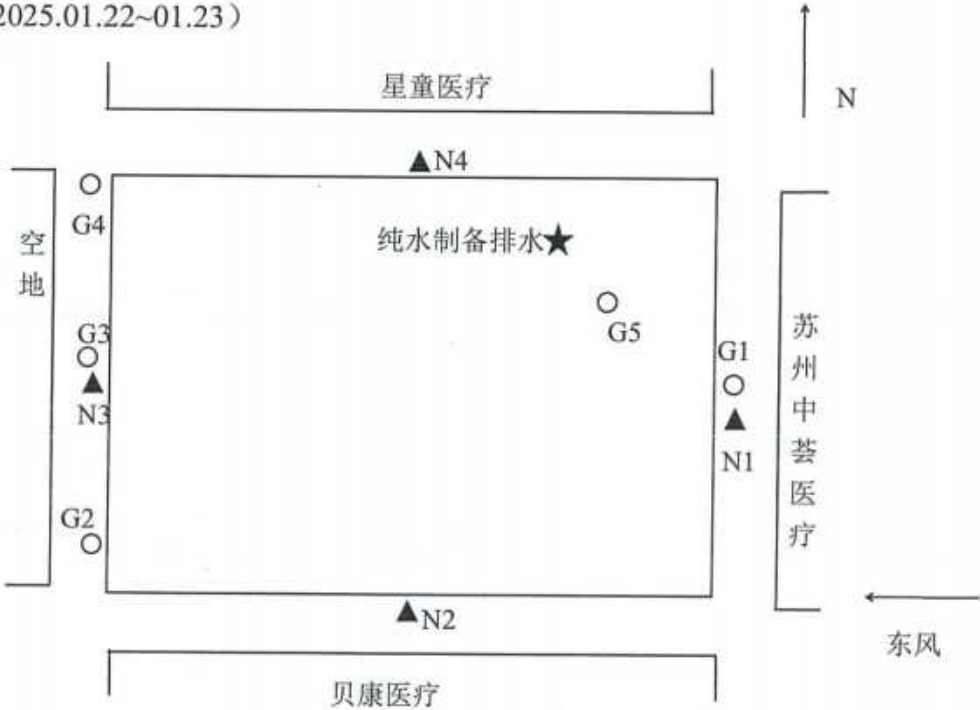 2025.01.22~01.23）
星童医疗
N
N4
G4
空地
纯水制备排水
G5
G3
N3
G1
N1
苏州中荟医疗
G2
N2
东风
贝康医疗